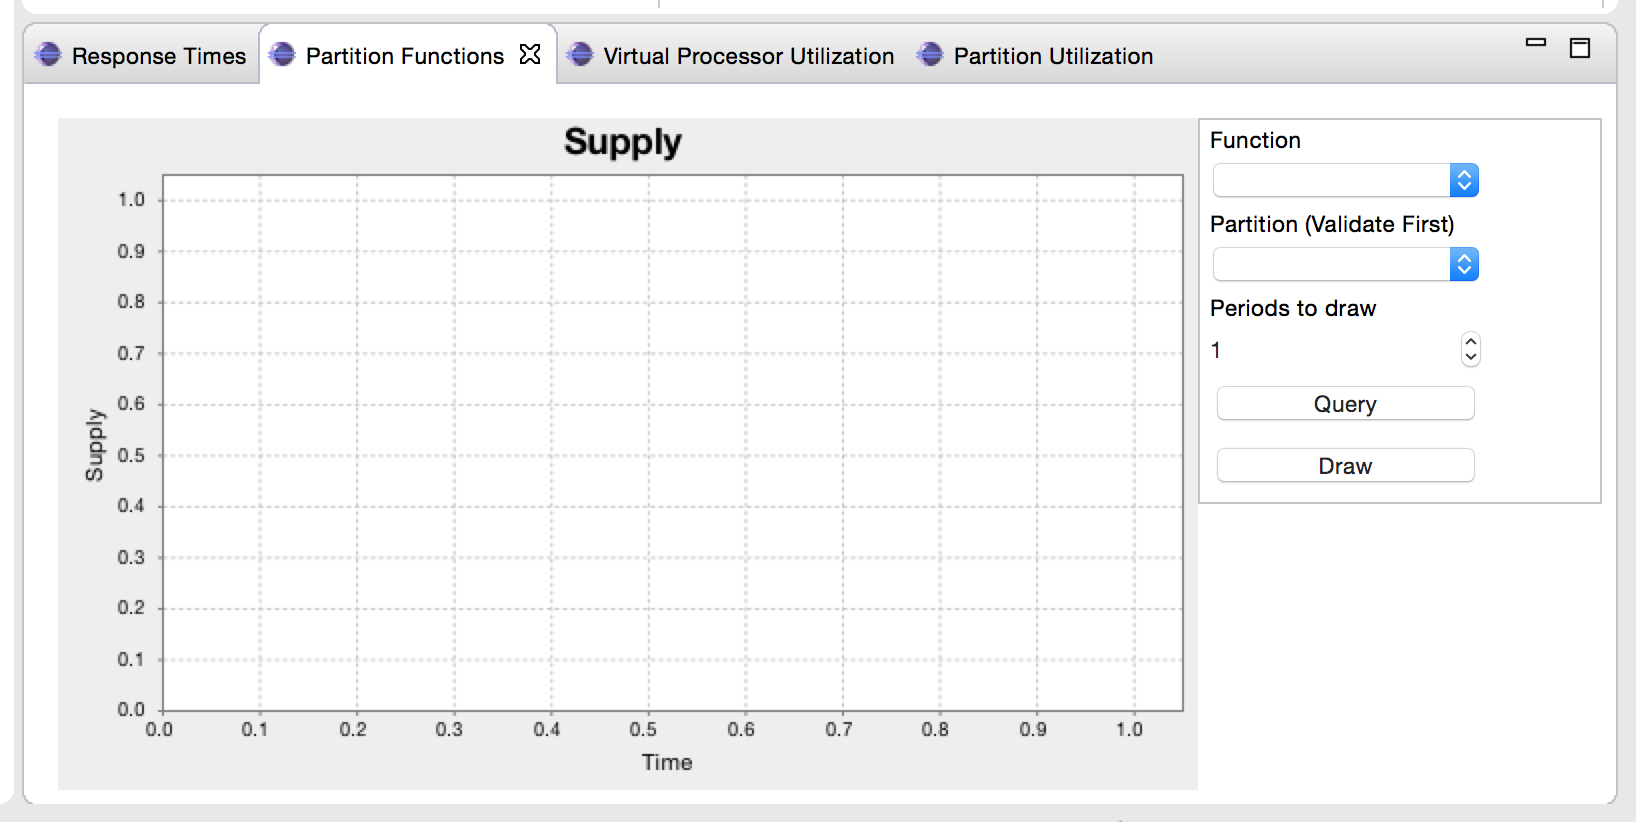 Response Times Partition Functions Virtual Processor Utilization Partition Utilization
Supply
1.0
0.9
0.8
0.7
0.6
0.5
0.4
0.3
0.2
0.1
0.0
Supply
0.0 0.1 0.2 0.3 0.4 0.5 0.6 0.7 0.8 0.9 1.0
Time
Function
Partition (Validate First)
Periods to draw
1
Query
Draw